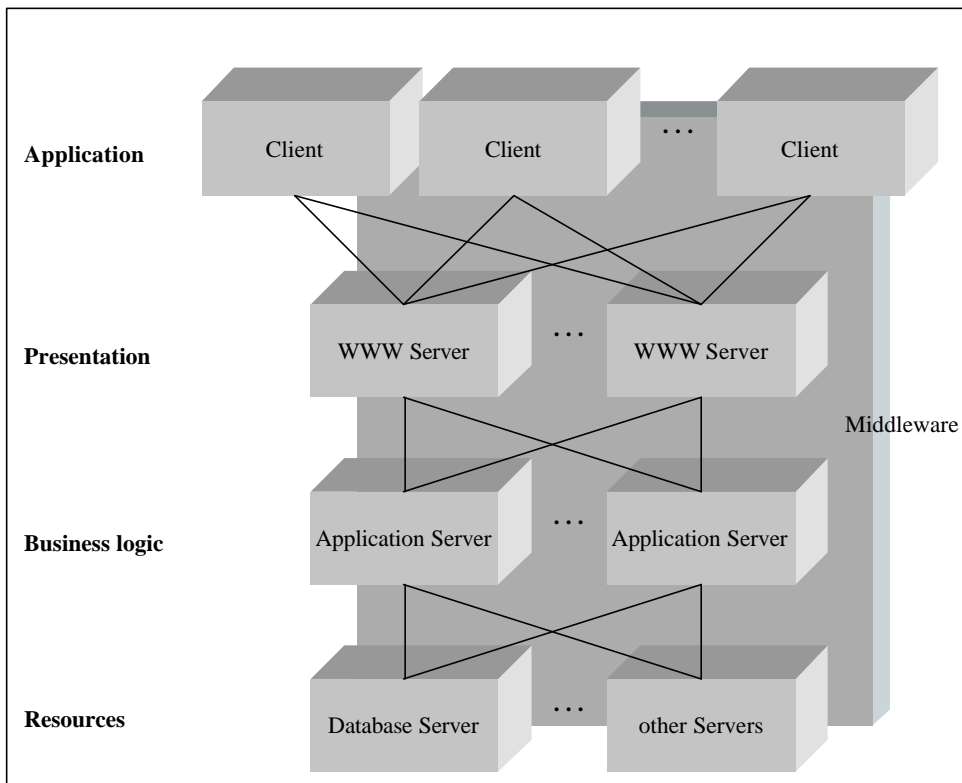 Application
Client
Client
...
Client
Presentation
WWW Server
...
WWW Server
Middleware
Business logic
Application Server
...
Application Server
Resources
Database Server
...
other Servers